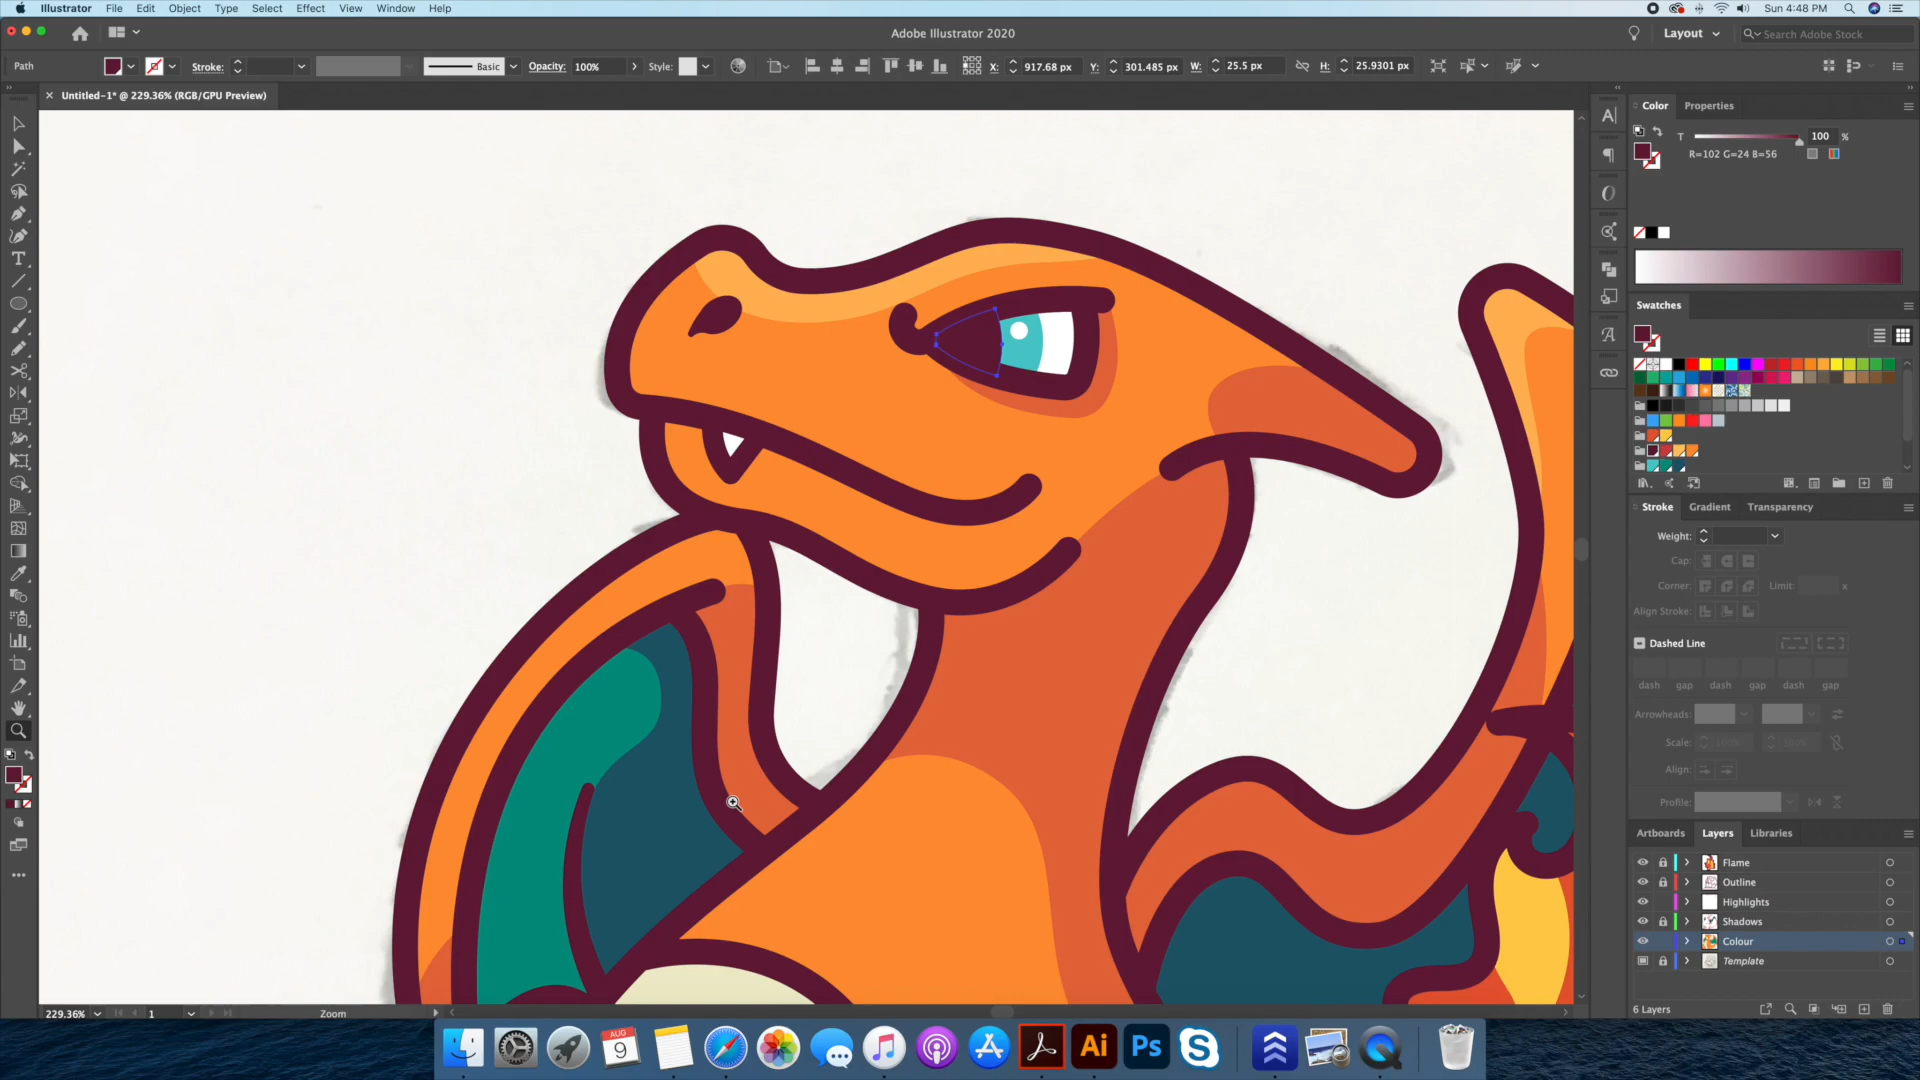 Illustrator File Edit Object Type Select Effect View Window Help Sun 4:48 PM
Adobe Illustrator 2020 Layout Search Adobe Stock
Path Stroke: Basic Opacity: 100% Style: X: 917.68 px Y: 301.485 px W: 25.5 px H: 25.9301 px
Untitled-1* @ 229.36% (RGB/GPU Preview)
Color Properties
T 100 %
R=102 G=24 B=56
Swatches
Stroke Gradient Transparency
Weight:
Cap:
Corner: Limit: x
Align Stroke:
Dashed Line
dash gap dash gap dash gap
Arrowheads:
Scale: 100% 100%
Align:
Profile:
Artboards Layers Libraries
Flame
Outline
Highlights
Shadows
Colour
Template
6 Layers
229.36% 1 Zoom
AUG
9
Ai
Ps